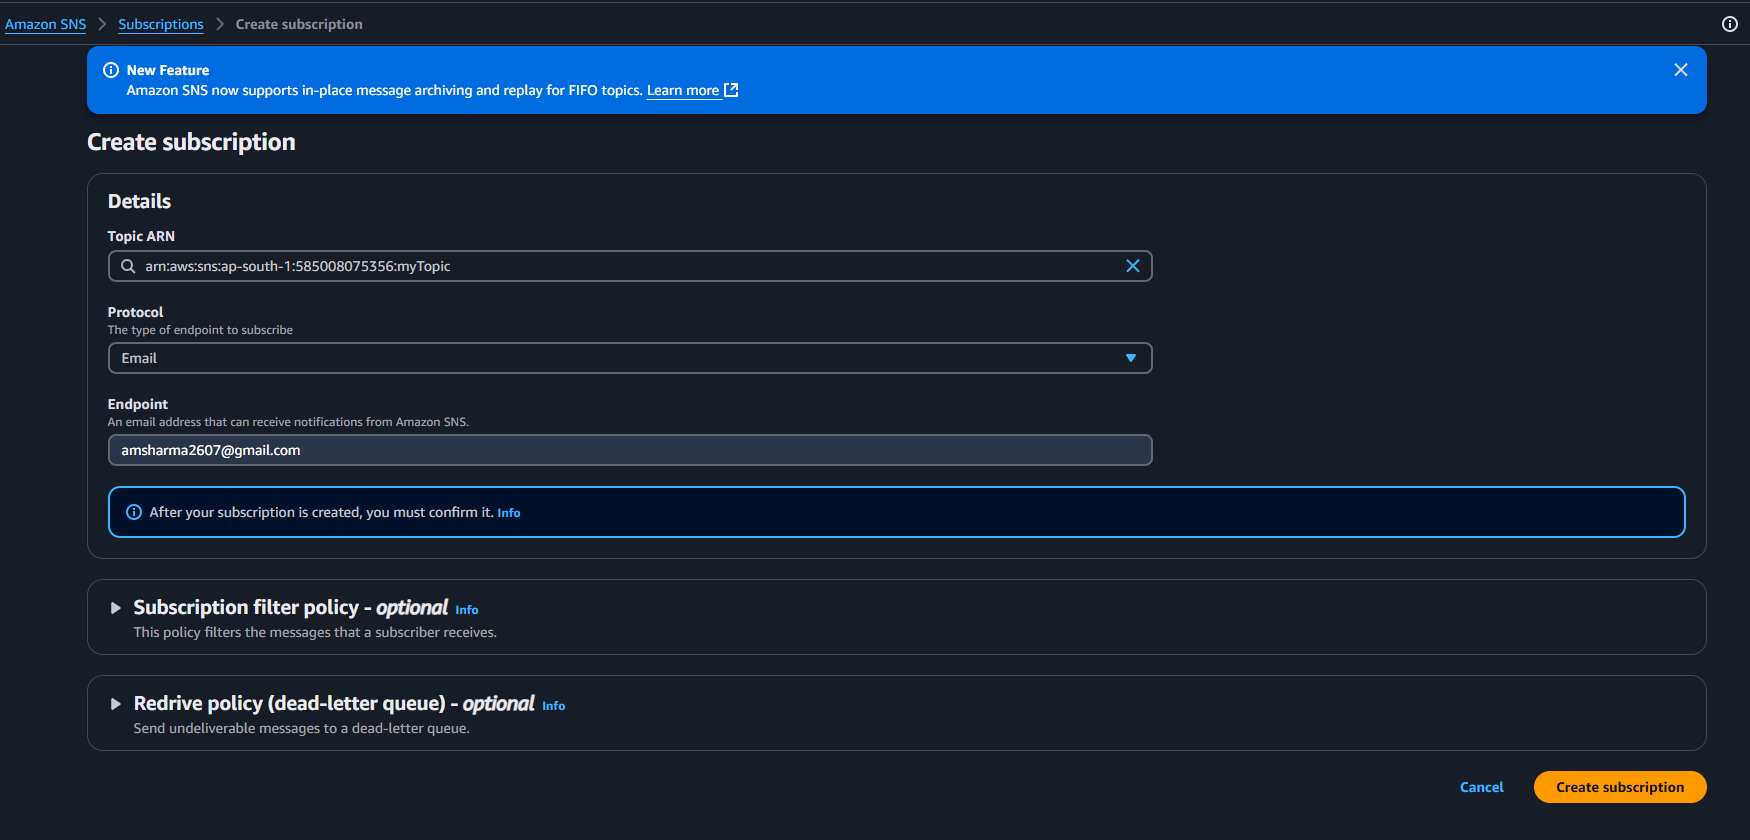 Amazon SNS > Subscriptions > Create subscription
New Feature
Amazon SNS now supports in-place message archiving and replay for FIFO topics. Learn more
Create subscription
Details
Topic ARN
arn:aws:sns:ap-south-1:585008075356:myTopic
Protocol
The type of endpoint to subscribe
Email
Endpoint
An email address that can receive notifications from Amazon SNS.
amsharma2607@gmail.com
After your subscription is created, you must confirm it. Info
Subscription filter policy - optional Info
This policy filters the messages that a subscriber receives.
Redrive policy (dead-letter queue) - optional Info
Send undeliverable messages to a dead-letter queue.
Cancel Create subscription